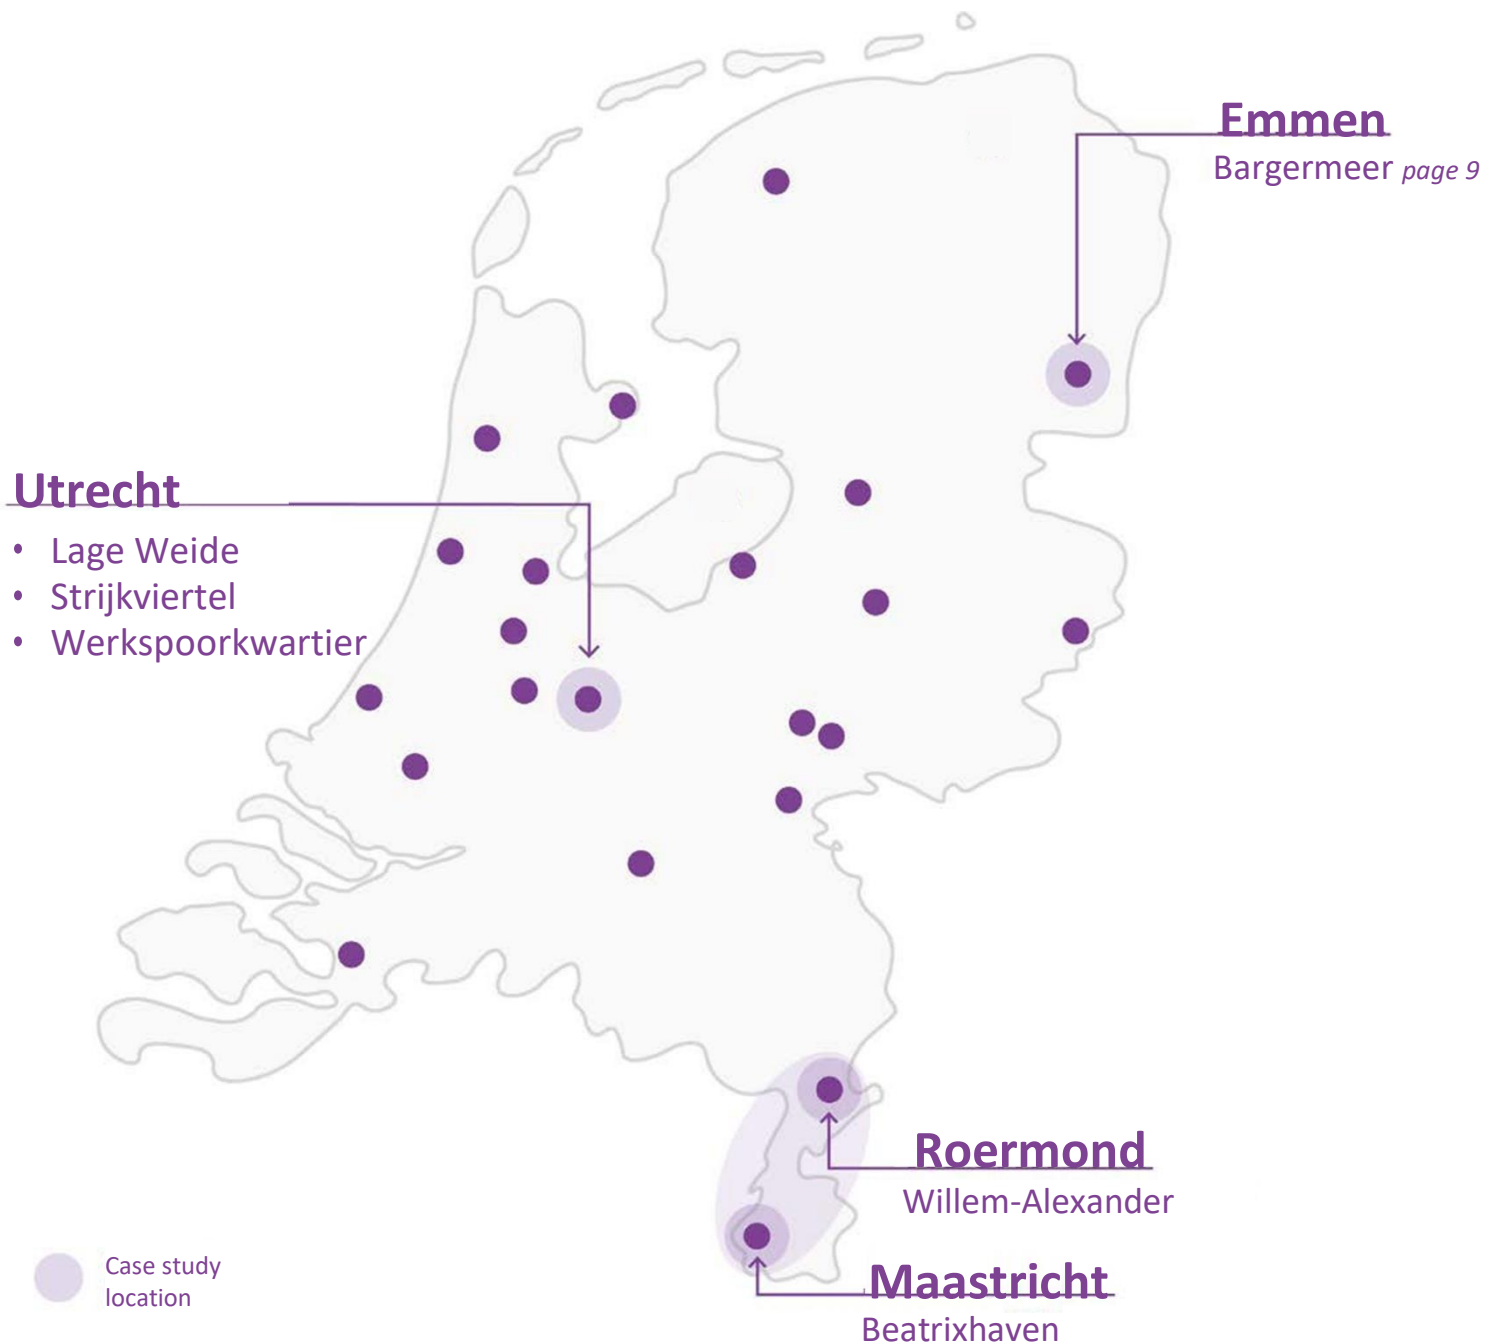 Emmen
Bargermeer page 9
Utrecht
• Lage Weide
• Strijkviertel
• Werkspoorkwartier
Roermond
Willem-Alexander
Maastricht
Beatrixhaven
Case study
location